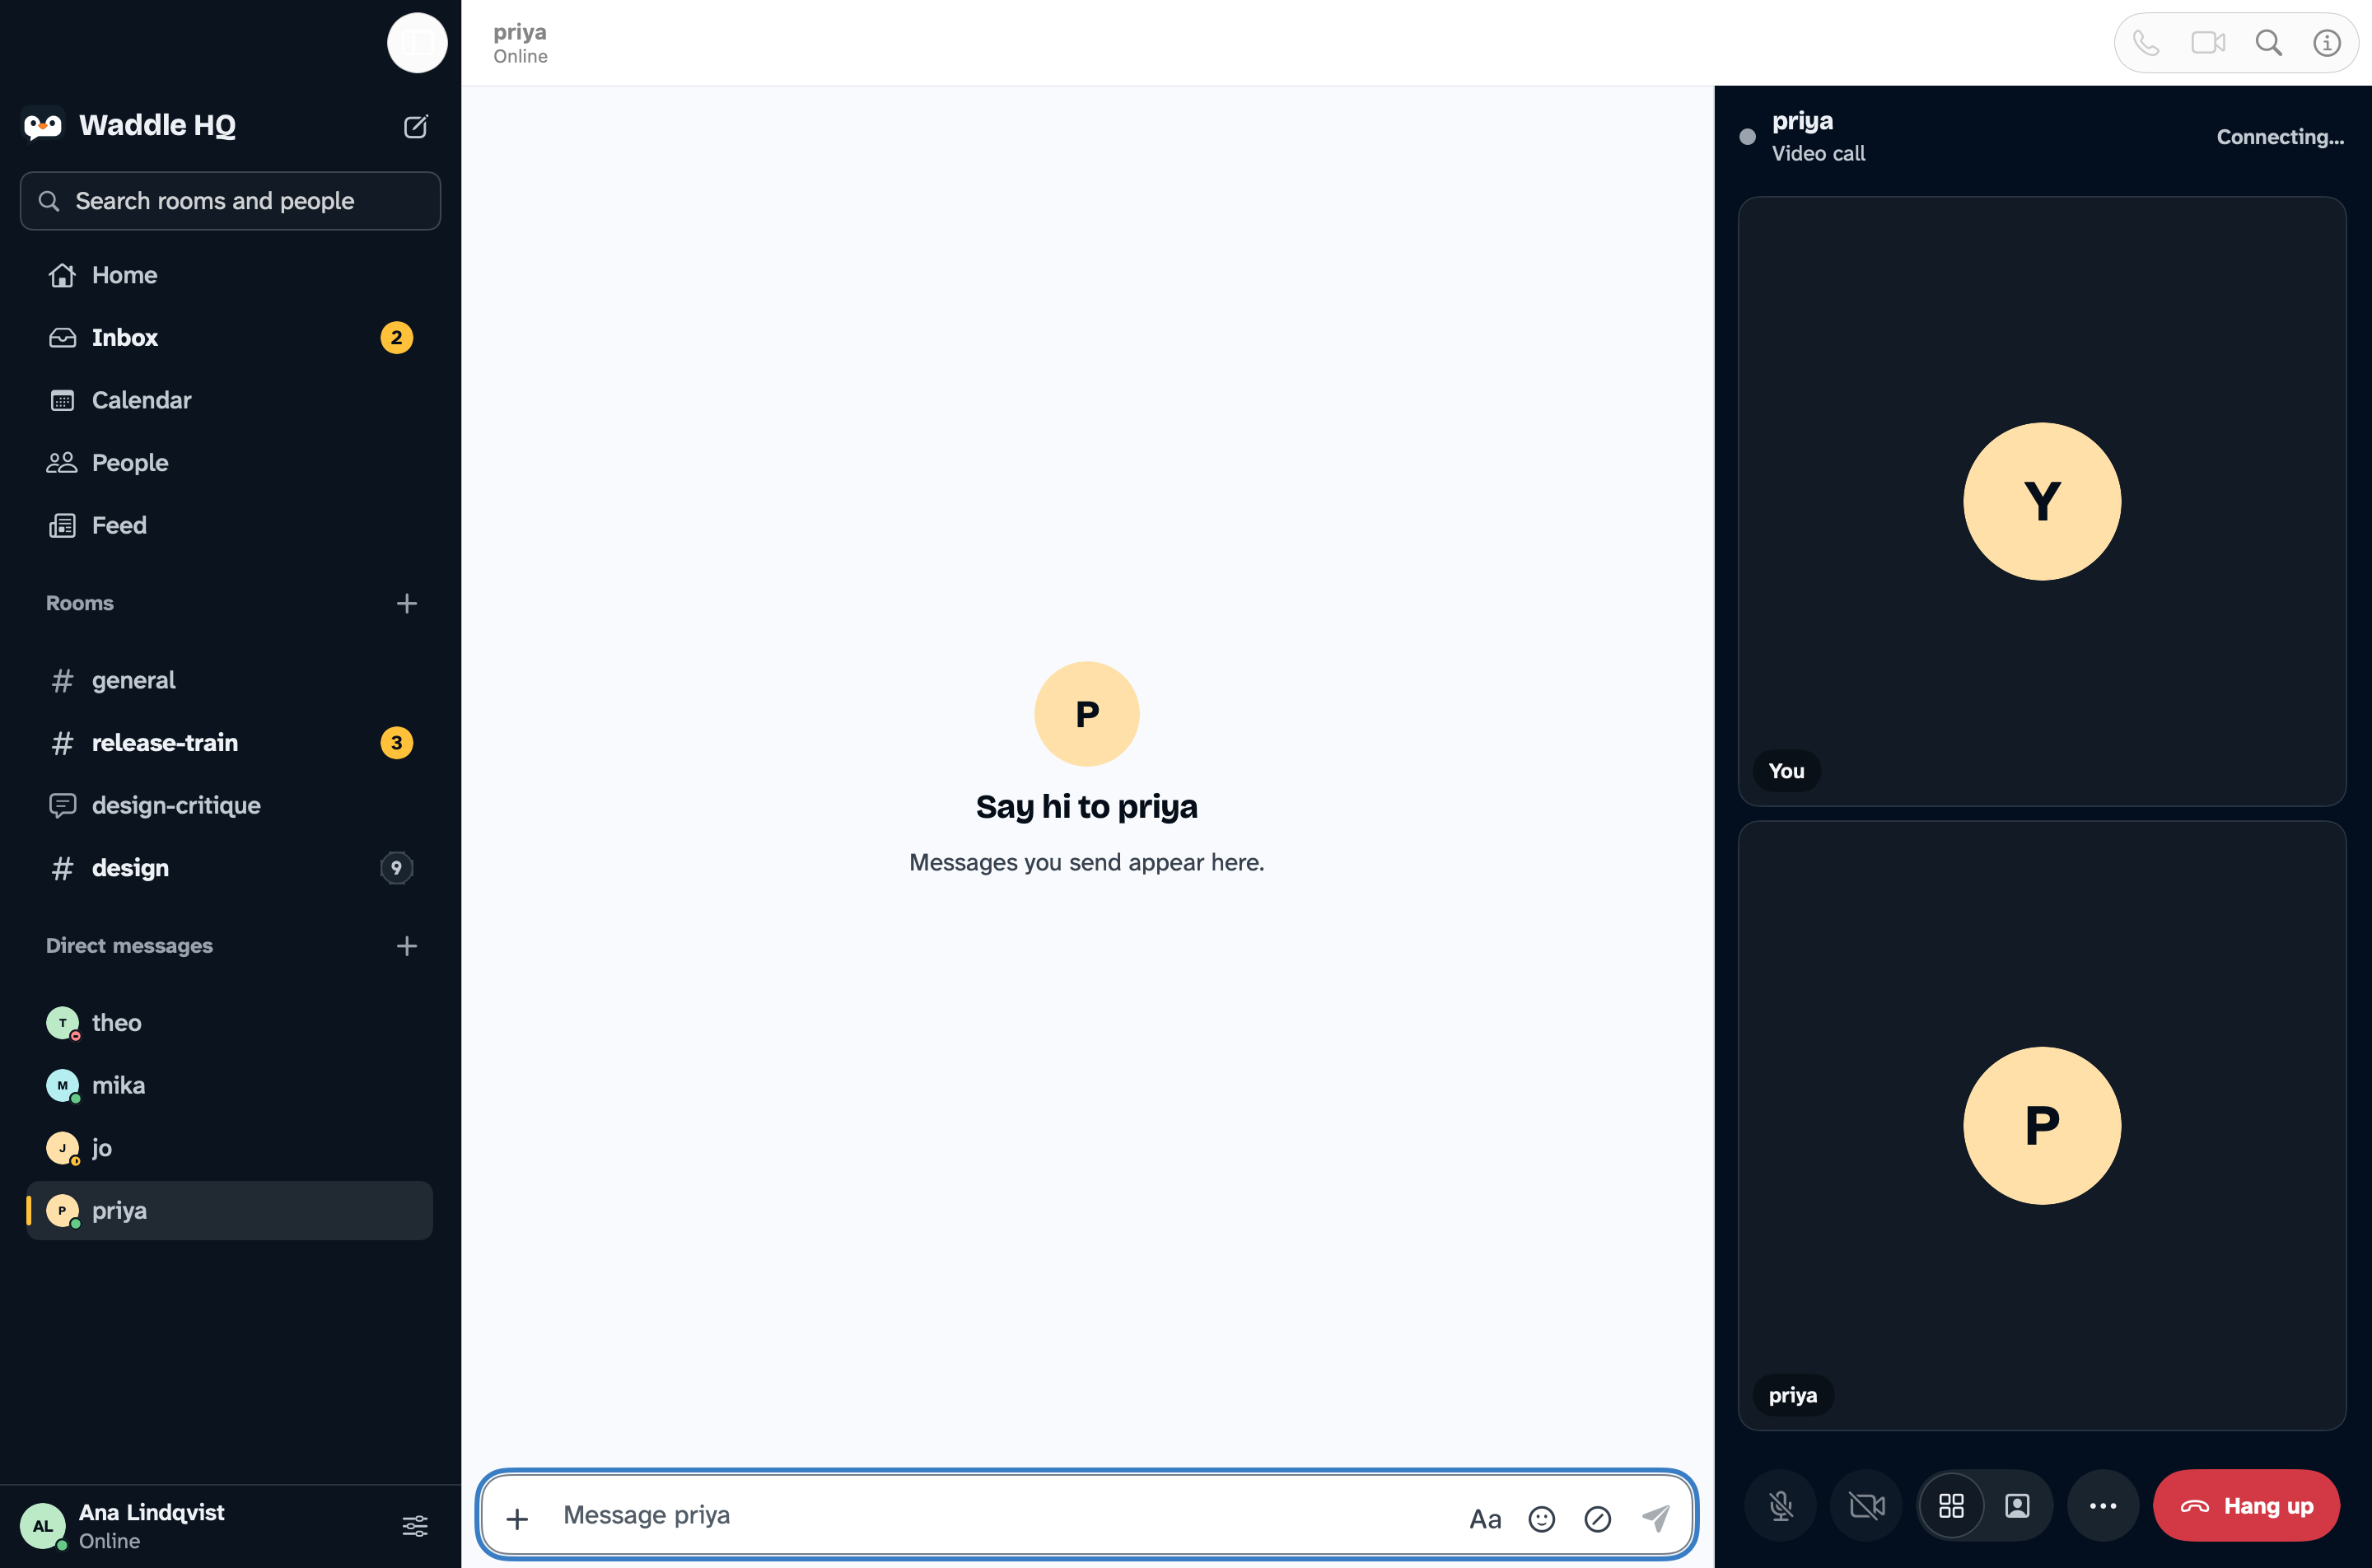 Waddle HQ
Search rooms and people
Home
Inbox 2
Calendar
People
Feed
Rooms
general
release-train 3
design-critique
design 9
Direct messages
T theo
M mika
J jo
P priya
AL Ana Lindqvist
Online
priya
Online
P
Say hi to priya
Messages you send appear here.
Message priya
Aa
priya
Video call
Connecting...
Y
You
P
priya
Hang up